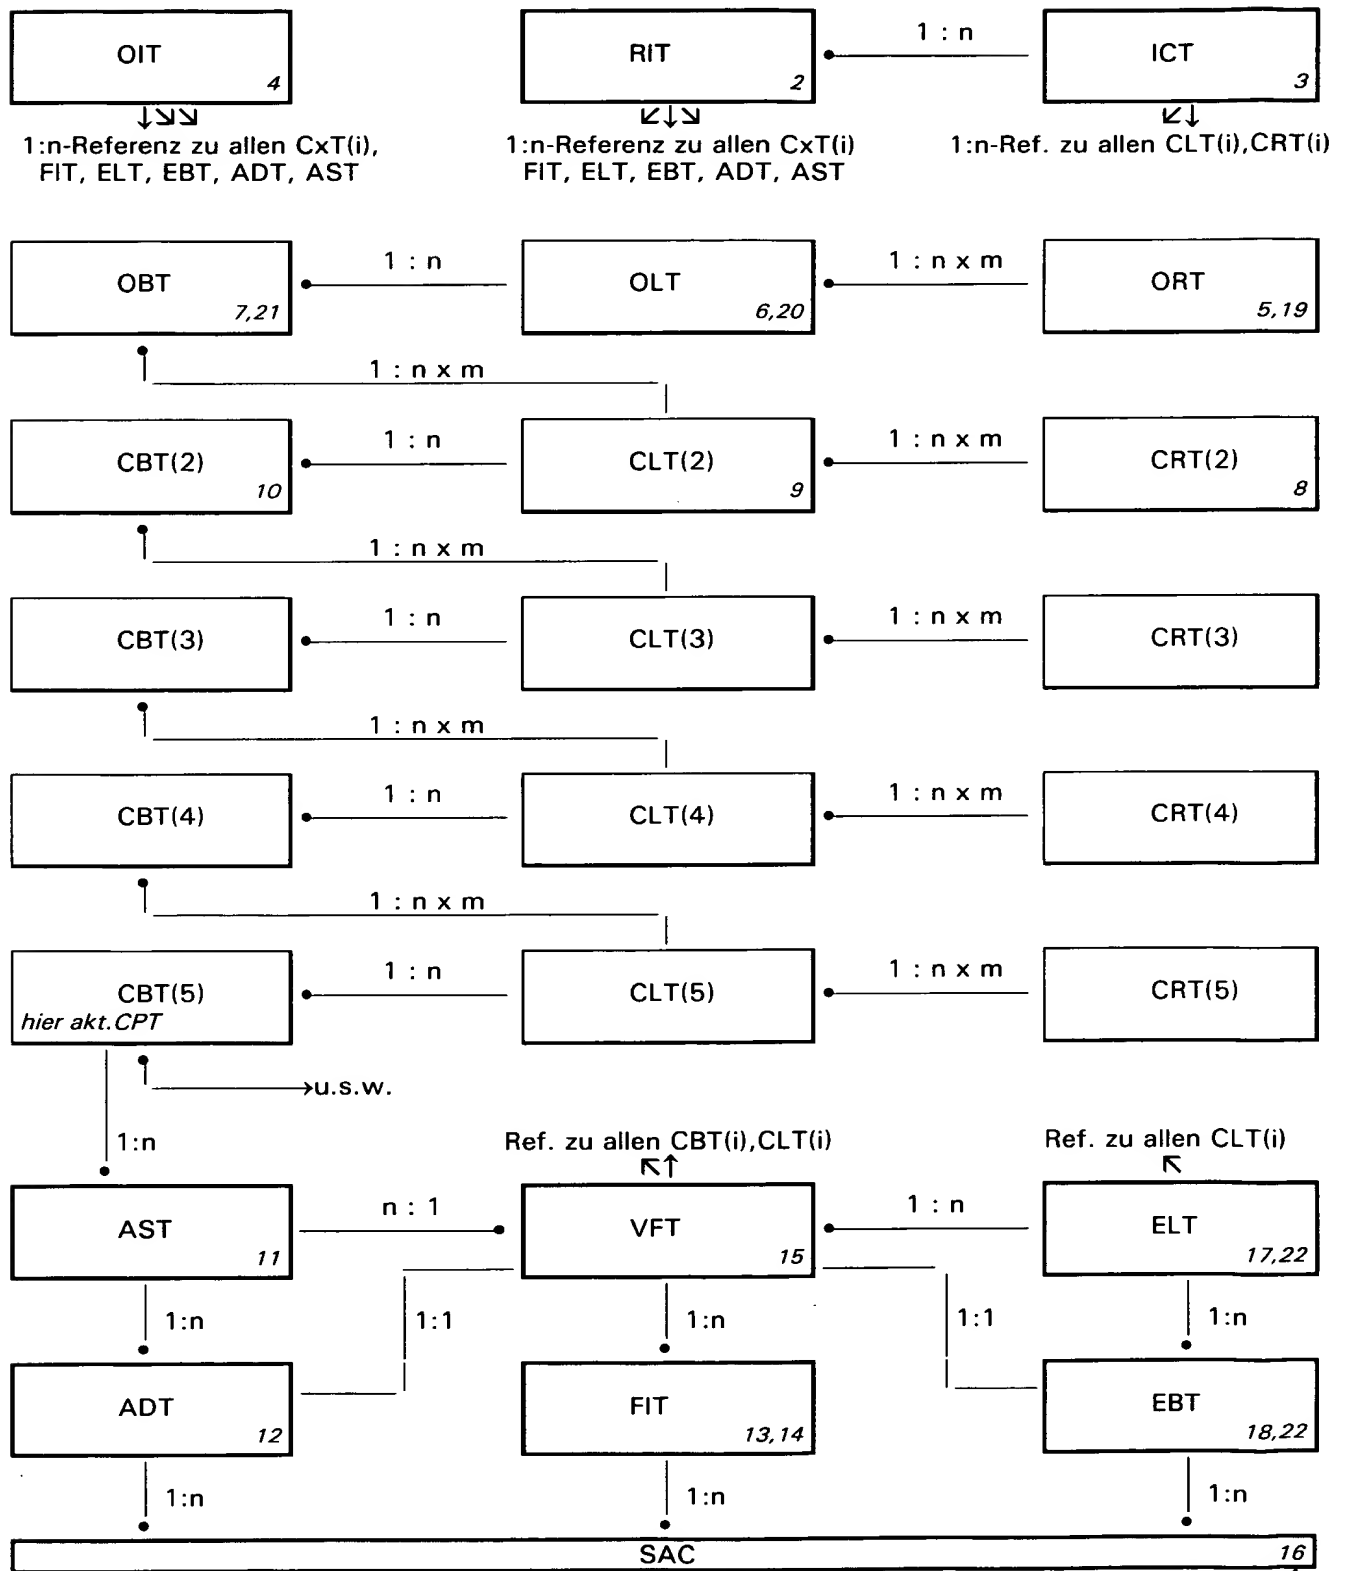 OIT
4
RIT
2
1 : n
ICT
3
1:n-Referenz zu allen CxT(i),
FIT, ELT, EBT, ADT, AST
1:n-Referenz zu allen CxT(i)
FIT, ELT, EBT, ADT, AST
1:n-Ref. zu allen CLT(i),CRT(i)
OBT
7,21
1 : n
OLT
6,20
1 : n x m
ORT
5,19
1 : n x m
CBT(2)
10
1 : n
CLT(2)
9
1 : n x m
CRT(2)
8
1 : n x m
CBT(3)
1 : n
CLT(3)
1 : n x m
CRT(3)
1 : n x m
CBT(4)
1 : n
CLT(4)
1 : n x m
CRT(4)
1 : n x m
CBT(5)
hier akt.CPT
1 : n
CLT(5)
1 : n x m
CRT(5)
→u.s.w.
1:n
Ref. zu allen CBT(i),CLT(i)
Ref. zu allen CLT(i)
AST
11
n : 1
VFT
15
1 : n
ELT
17,22
1:n
1:1
1:n
1:1
1:n
ADT
12
FIT
13,14
EBT
18,22
1:n
1:n
1:n
SAC
16